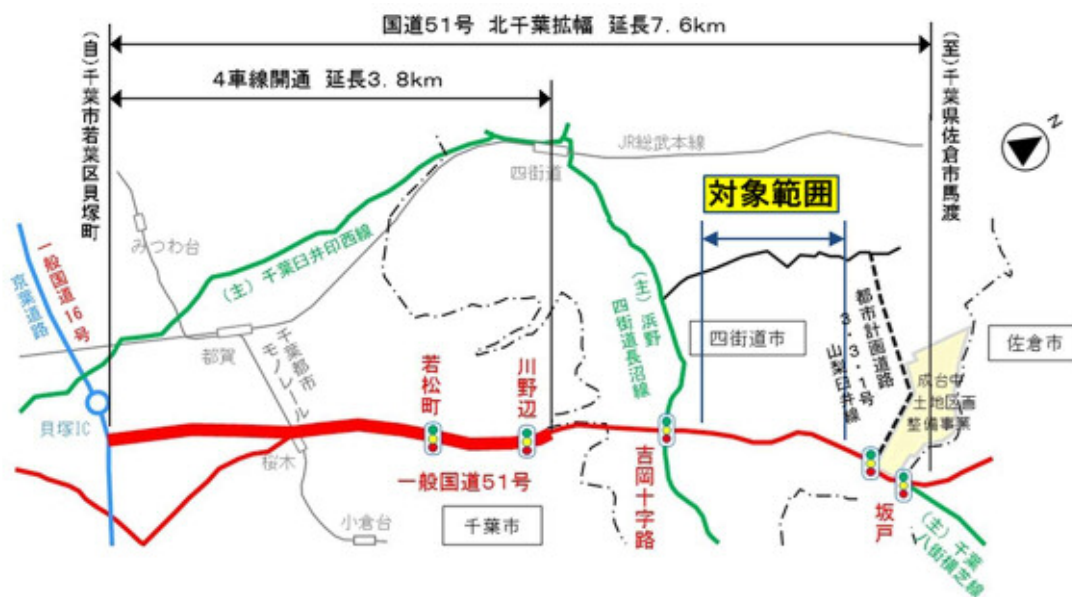 国道51号 北千葉拡幅 延長7.6km
(自)千葉市若葉区貝塚町
(至)千葉県佐倉市馬渡
4車線開通 延長3.8km
N
JR総武本線
四街道
対象範囲
みつわ台
(主)千葉臼井印西線
一般国道16号
京葉道路
都賀
千葉都市
モノレール
(主)浜野
四街道長沼線
四街道市
都市計画道路
3・3・1号
山梨臼井線
佐倉市
成台中
土地区画
整備事業
若松町
川野辺
貝塚IC
桜木
一般国道51号
吉岡十字路
坂戸
小倉台
千葉市
(主)千葉
八街横芝線